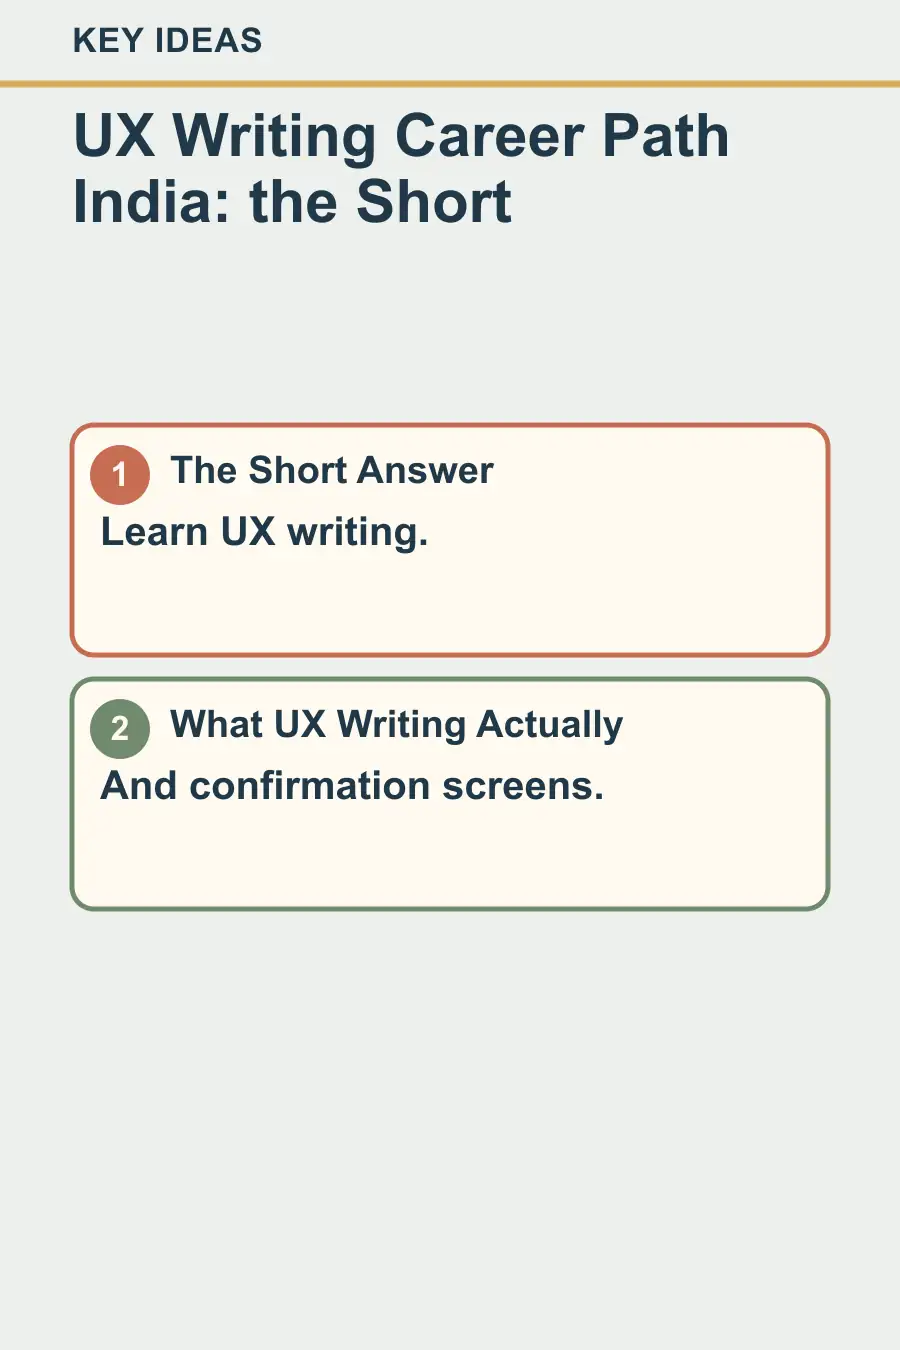 KEY IDEAS
UX Writing Career Path
India: the Short
1 The Short Answer
Learn UX writing.
2 What UX Writing Actually
And confirmation screens.